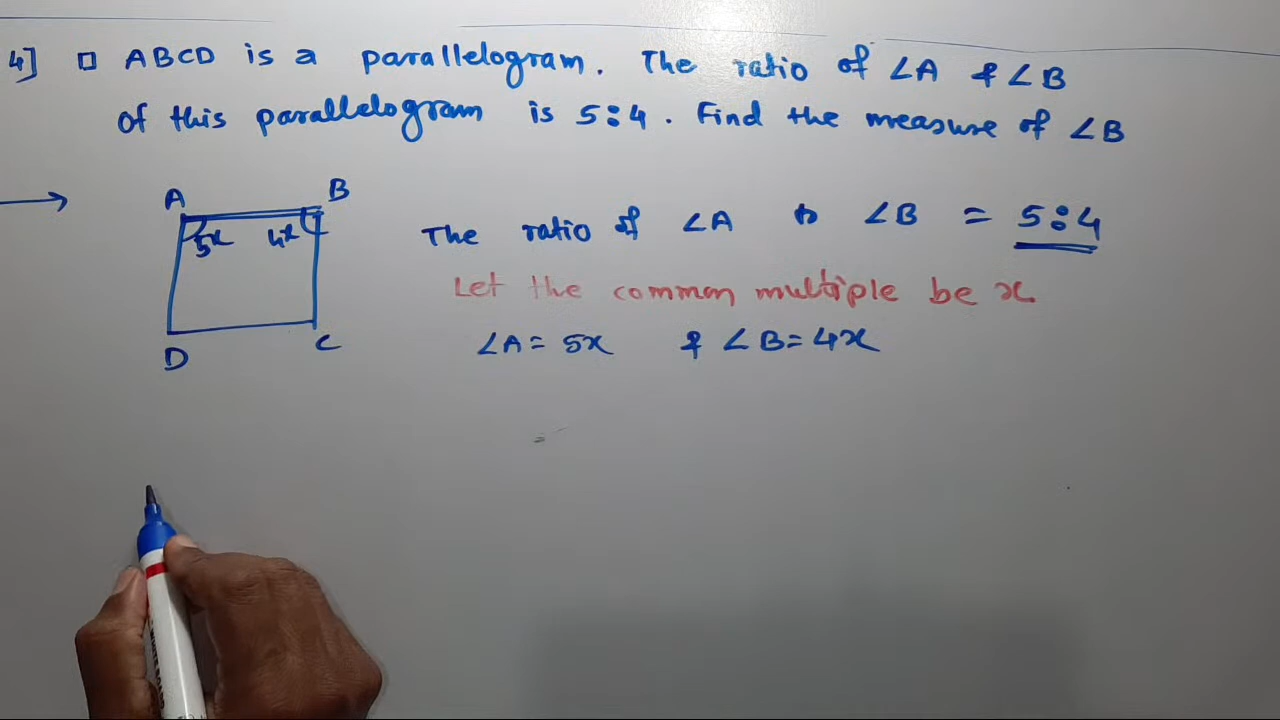 4] □ ABCD is a parallelogram. The ratio of ∠A & ∠B
of this parallelogram is 5:4. Find the measure of ∠B
A B
5x 4x
D C
The ratio of ∠A to ∠B = 5:4
Let the common multiple be x
∠A = 5x & ∠B = 4x